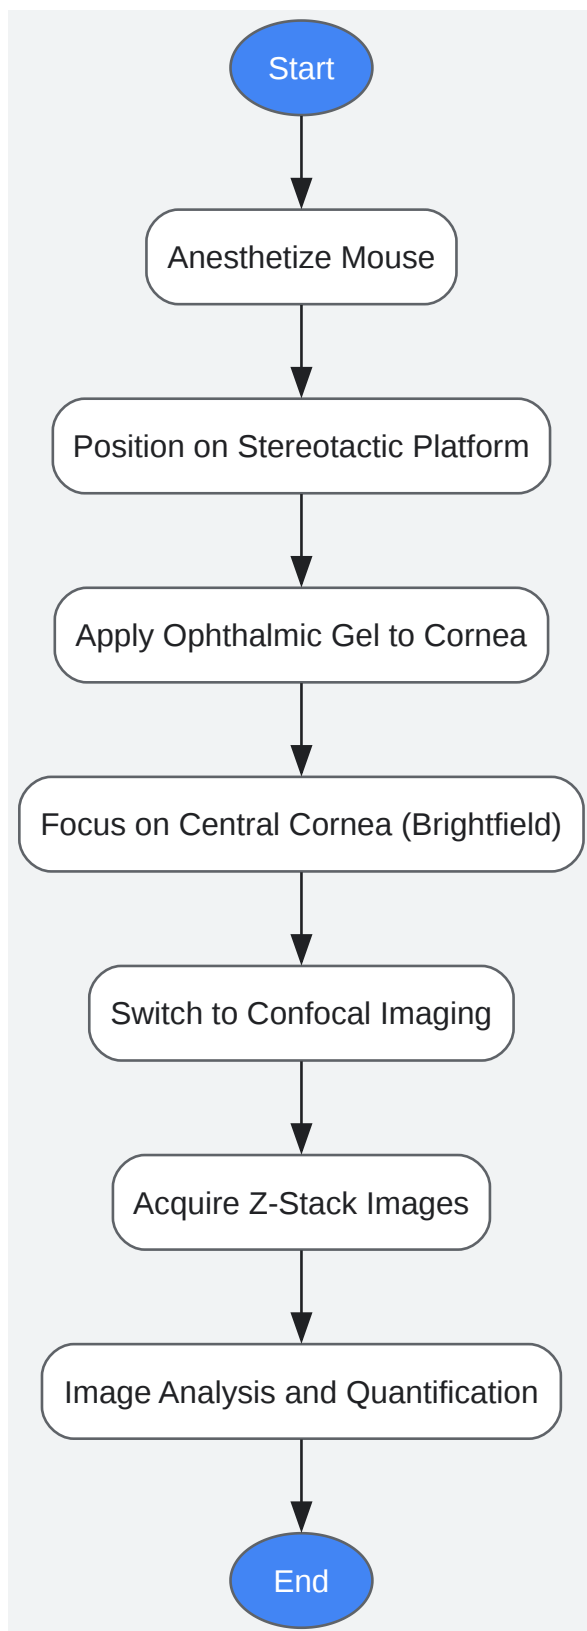 Start
Anesthetize Mouse
Position on Stereotactic Platform
Apply Ophthalmic Gel to Cornea
Focus on Central Cornea (Brightfield)
Switch to Confocal Imaging
Acquire Z-Stack Images
Image Analysis and Quantification
End